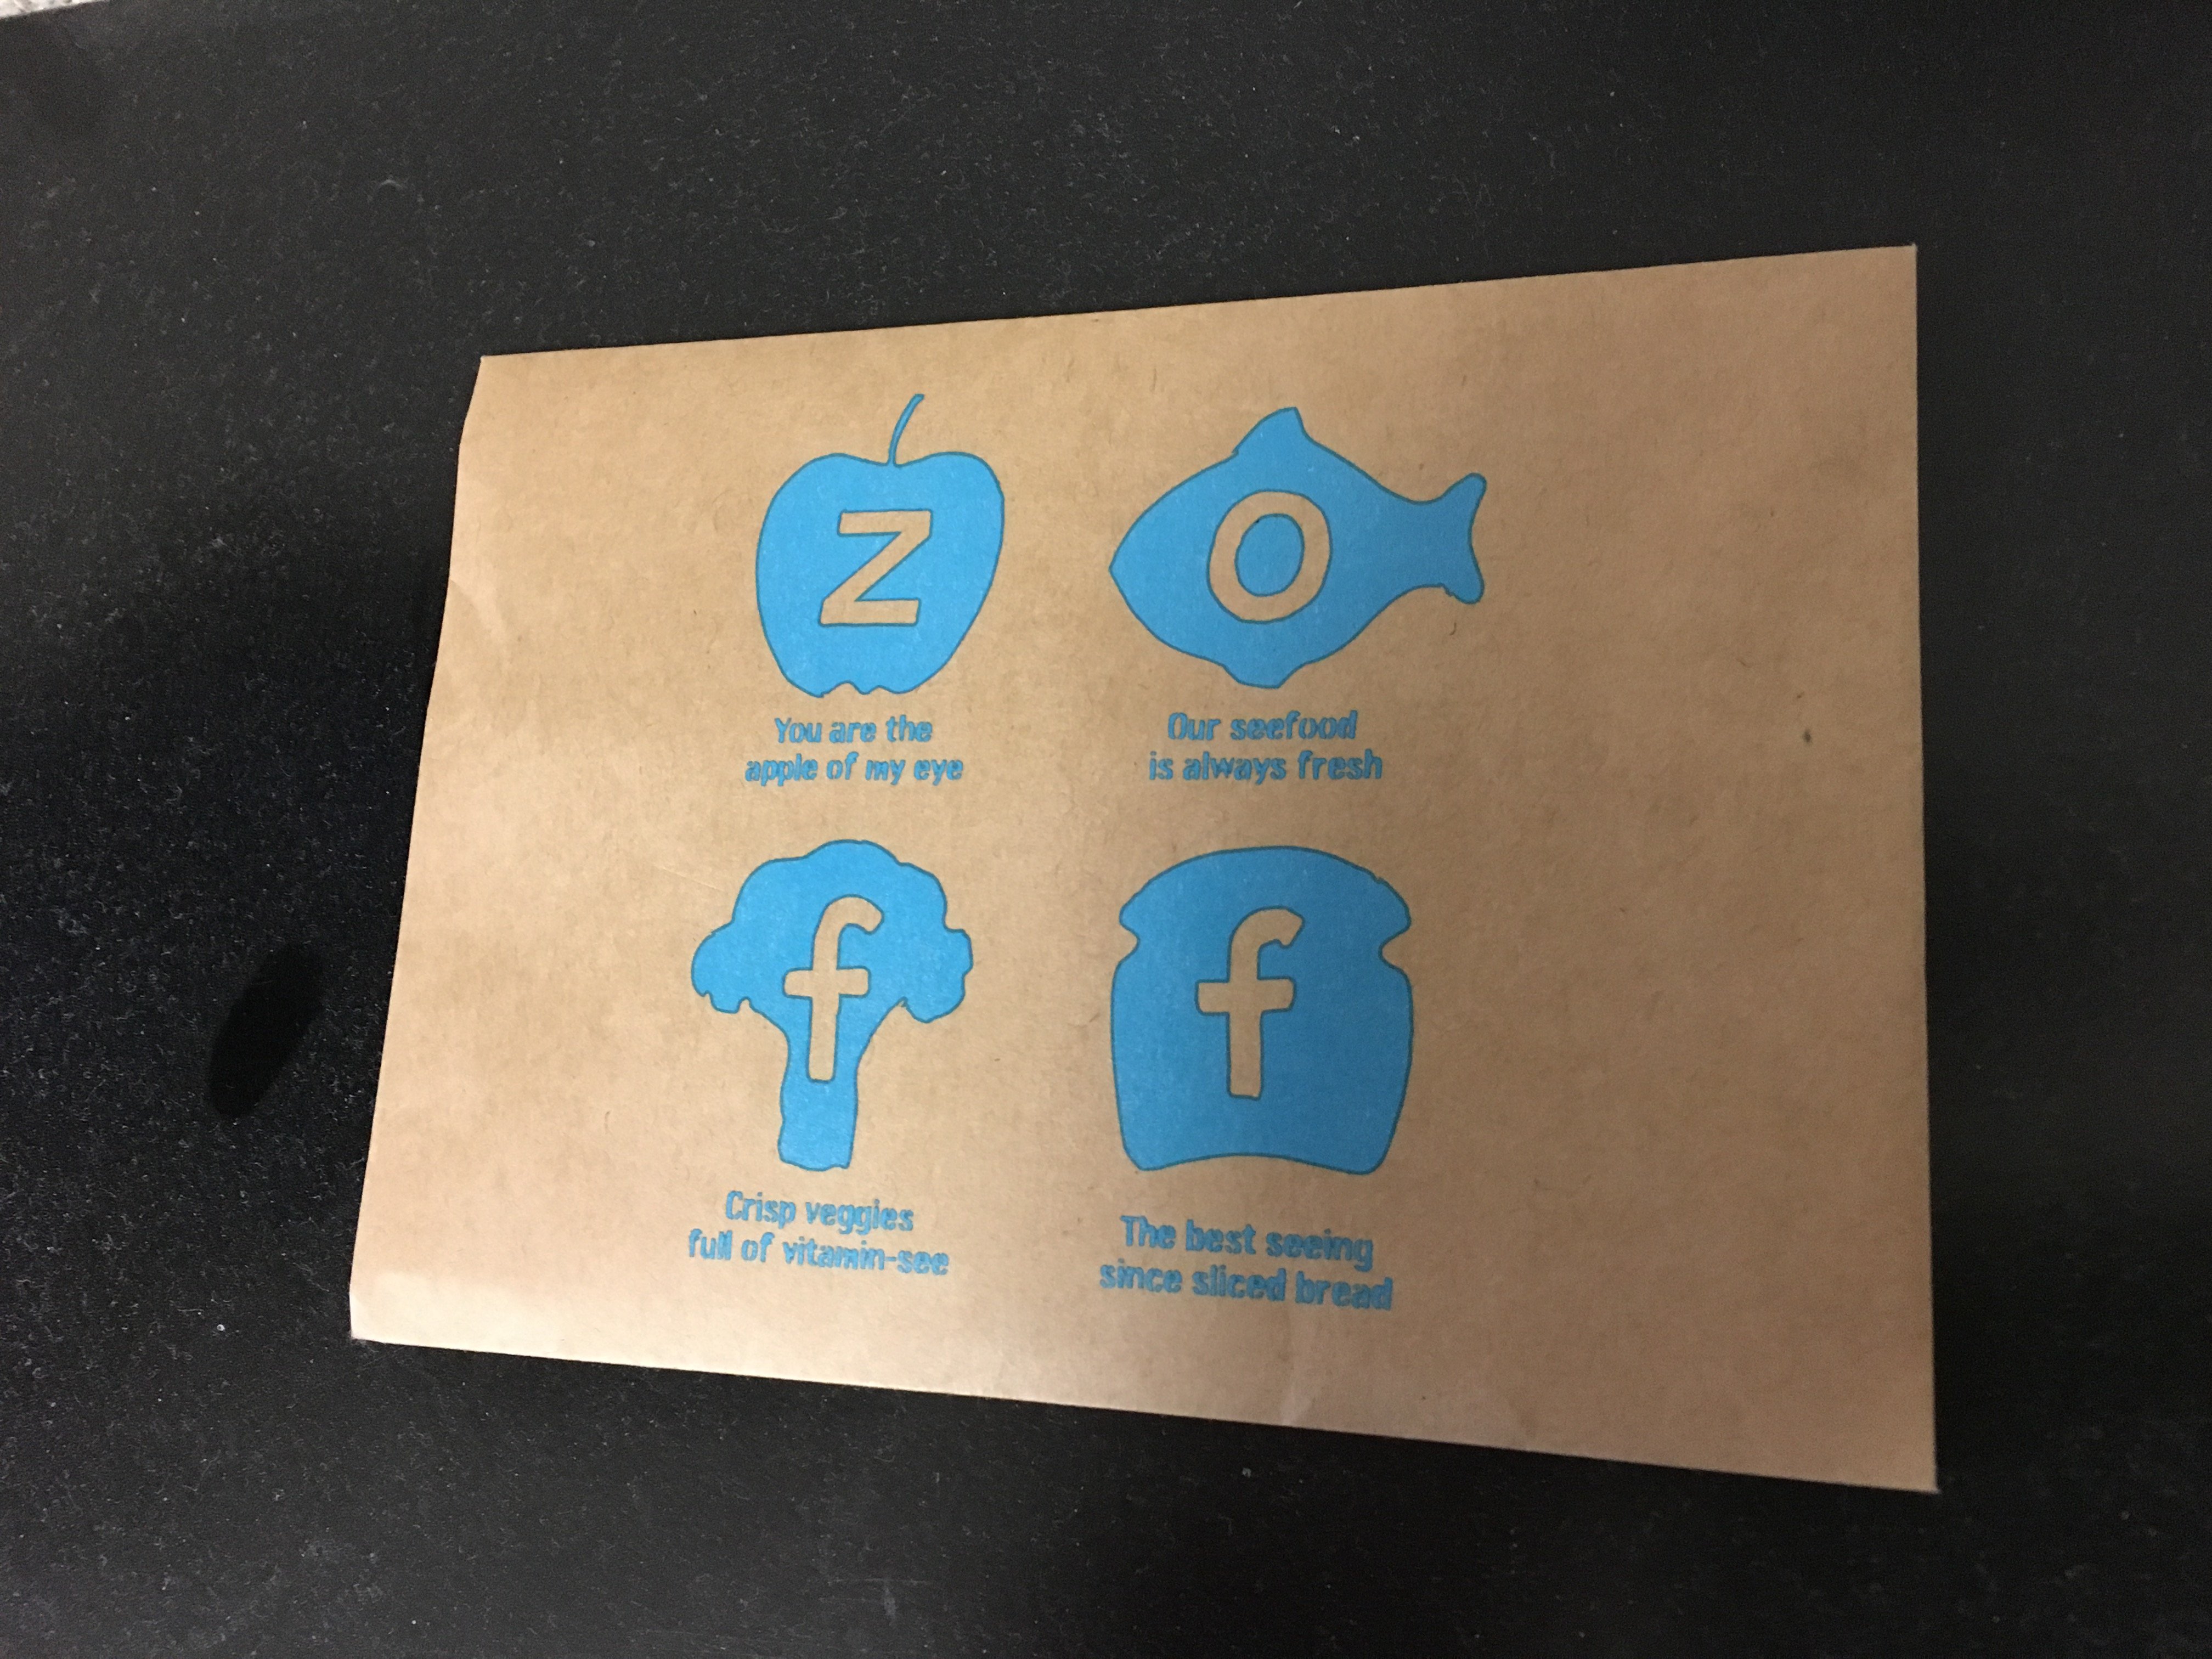 Z
O
You are the
apple of my eye
Our seefood
is always fresh
f
f
Crisp veggies
full of vitamin-see
The best seeing
since sliced bread